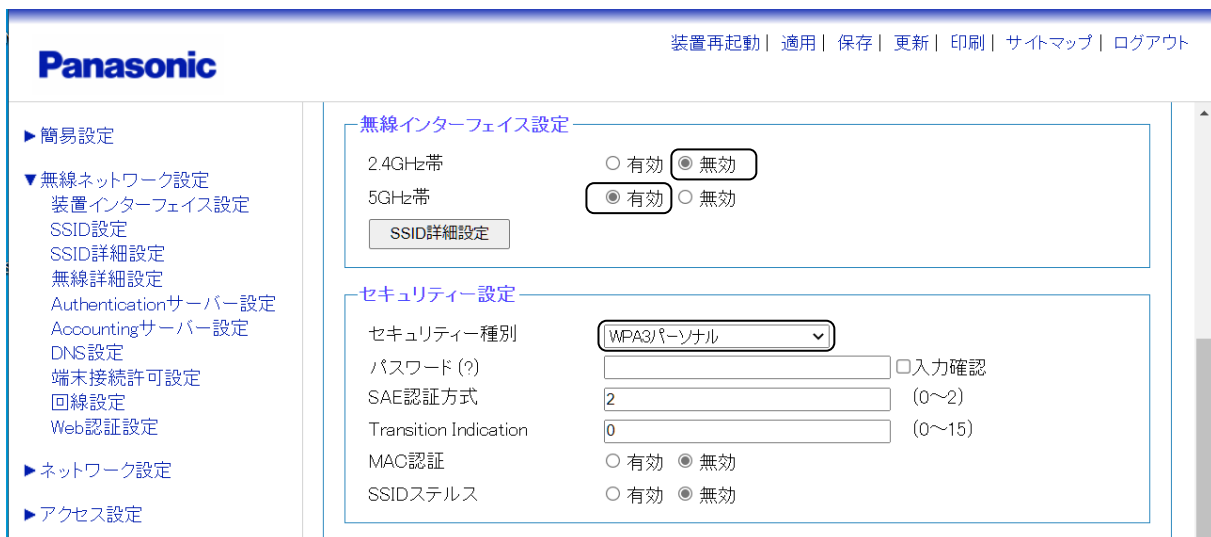 装置再起動| 適用| 保存| 更新| 印刷| サイトマップ| ログアウト
Panasonic
▶簡易設定
▼無線ネットワーク設定
装置インターフェイス設定
SSID設定
SSID詳細設定
無線詳細設定
Authenticationサーバー設定
Accountingサーバー設定
DNS設定
端末接続許可設定
回線設定
Web認証設定
▶ネットワーク設定
▶アクセス設定
無線インターフェイス設定
2.4GHz帯 有効 無効
5GHz帯 有効 無効
SSID詳細設定
セキュリティー設定
セキュリティー種別 WPA3パーソナル
パスワード(?) 入力確認
SAE認証方式 2 (0～2)
Transition Indication 0 (0～15)
MAC認証 有効 無効
SSIDステルス 有効 無効